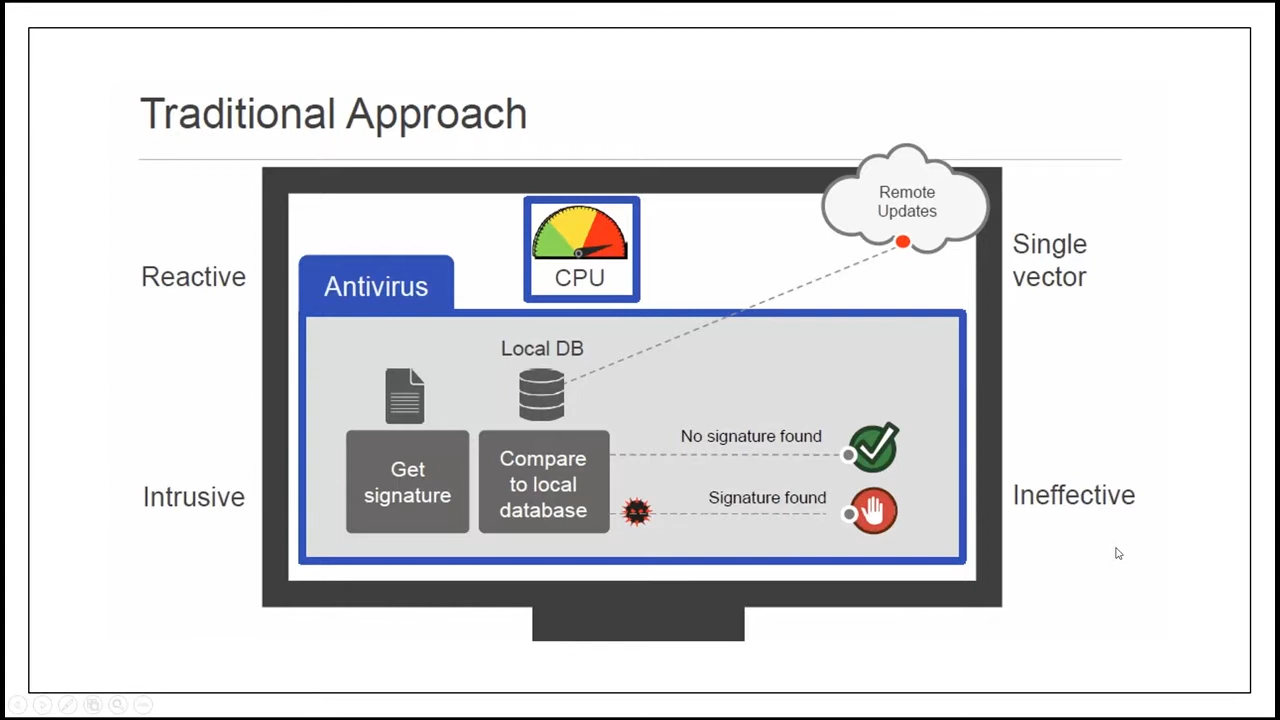 Traditional Approach
Remote
Updates
Single
vector
Reactive
Antivirus
CPU
Local DB
No signature found
Get
signature
Compare
to local
database
Signature found
Intrusive
Ineffective